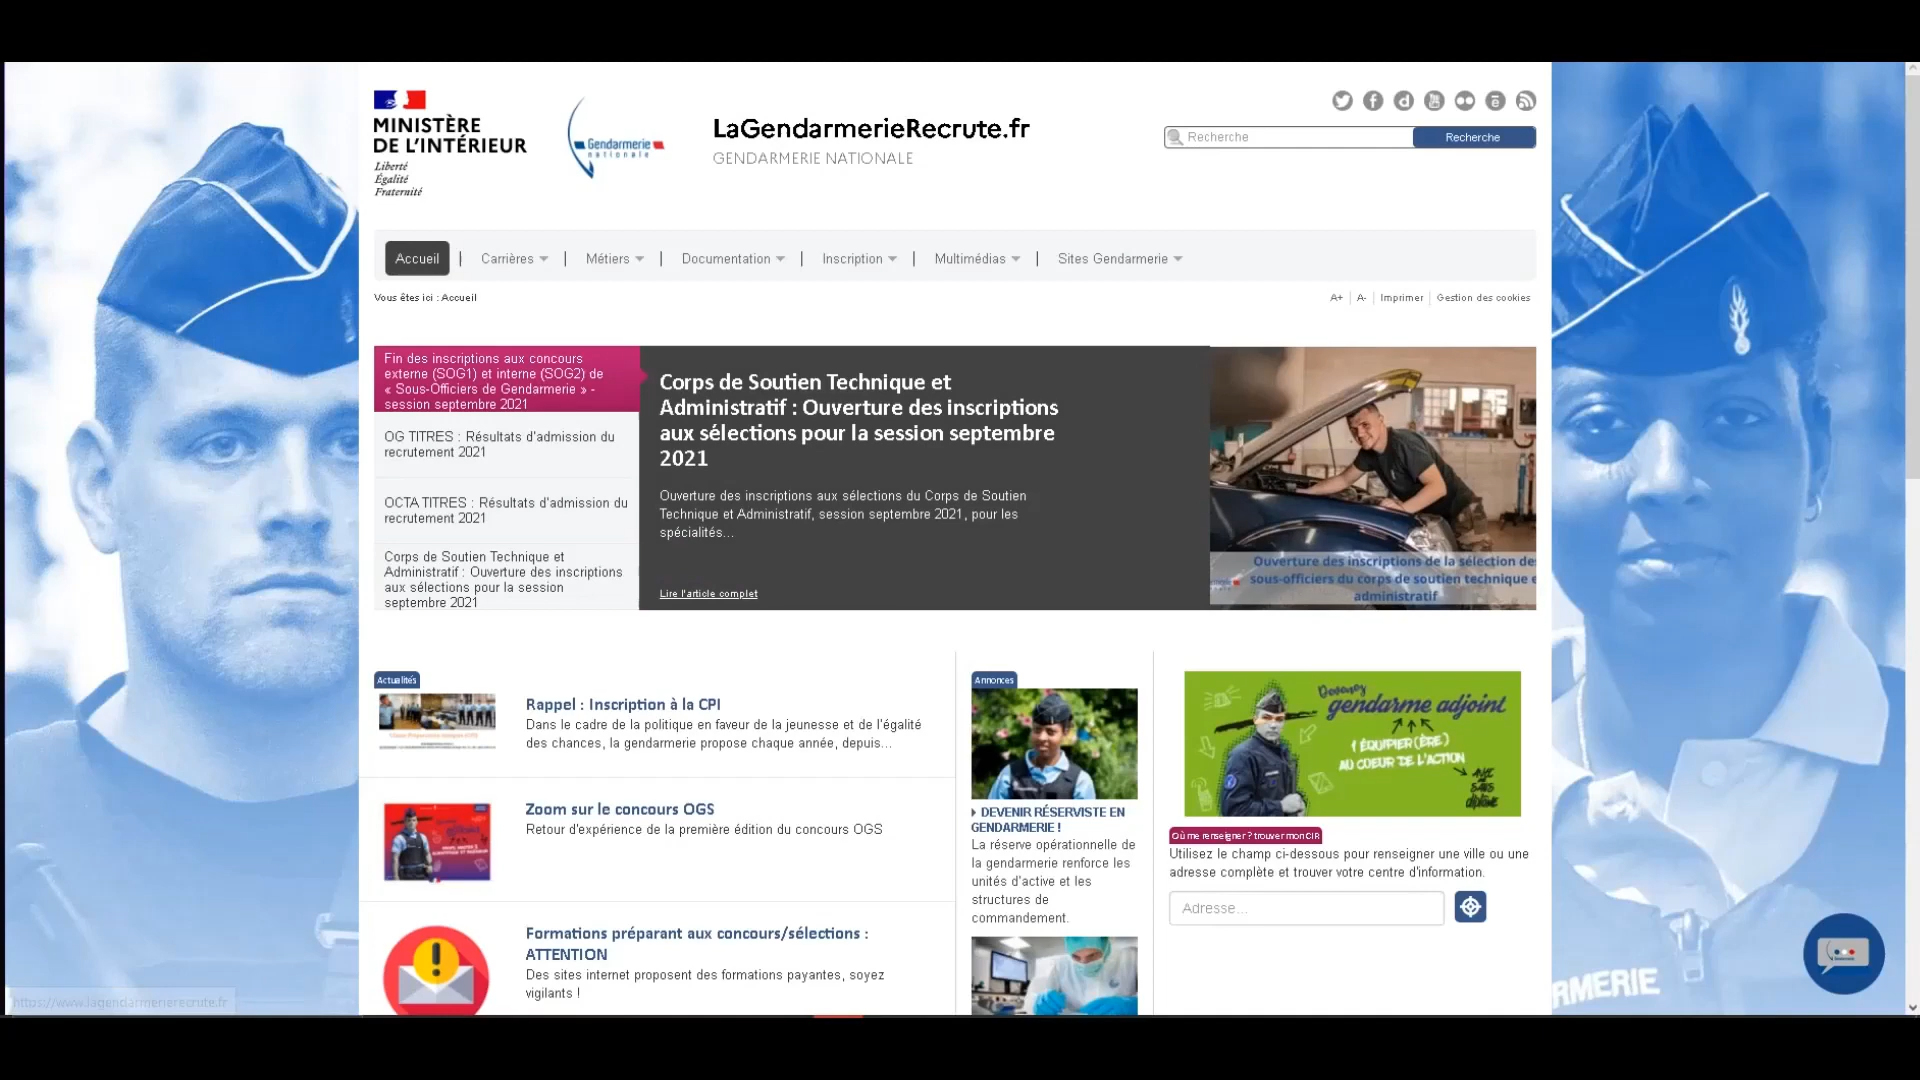 MINISTÈRE
DE L'INTÉRIEUR
Liberté
Égalité
Fraternité
Gendarmerie
nationale
LaGendarmerieRecrute.fr
GENDARMERIE NATIONALE
Recherche
Recherche
Accueil | Carrières | Métiers | Documentation | Inscription | Multimédias | Sites Gendarmerie
Vous êtes ici : Accueil
A+ A- Imprimer Gestion des cookies
Fin des inscriptions aux concours
externe (SOG1) et interne (SOG2) de
« Sous-Officiers de Gendarmerie » -
session septembre 2021
OG TITRES : Résultats d'admission du
recrutement 2021
OCTA TITRES : Résultats d'admission du
recrutement 2021
Corps de Soutien Technique et
Administratif : Ouverture des inscriptions
aux sélections pour la session
septembre 2021
Corps de Soutien Technique et
Administratif : Ouverture des inscriptions
aux sélections pour la session septembre
2021
Ouverture des inscriptions aux sélections du Corps de Soutien
Technique et Administratif, session septembre 2021, pour les
spécialités...
Lire l'article complet
Ouverture des inscriptions de la sélection de
sous-officiers du corps de soutien technique e
administratif
Actualités
Rappel : Inscription à la CPI
Dans le cadre de la politique en faveur de la jeunesse et de l'égalité
des chances, la gendarmerie propose chaque année, depuis...
Zoom sur le concours OGS
Retour d'expérience de la première édition du concours OGS
Formations préparant aux concours/sélections :
ATTENTION
Des sites internet proposent des formations payantes, soyez
vigilants !
Annonces
DEVENIR RÉSERVISTE EN
GENDARMERIE !
La réserve opérationnelle de
la gendarmerie renforce les
unités d'active et les
structures de
commandement.
Devenez
gendarme adjoint
1 ÉQUIPIER(ÈRE)
AU COEUR DE L'ACTION
AVEC
OU SANS
diplôme
Où me renseigner ? trouver mon CIR
Utilisez le champ ci-dessous pour renseigner une ville ou une
adresse complète et trouver votre centre d'information.
Adresse...
RMERIE
https://www.lagendarmerierecrute.fr